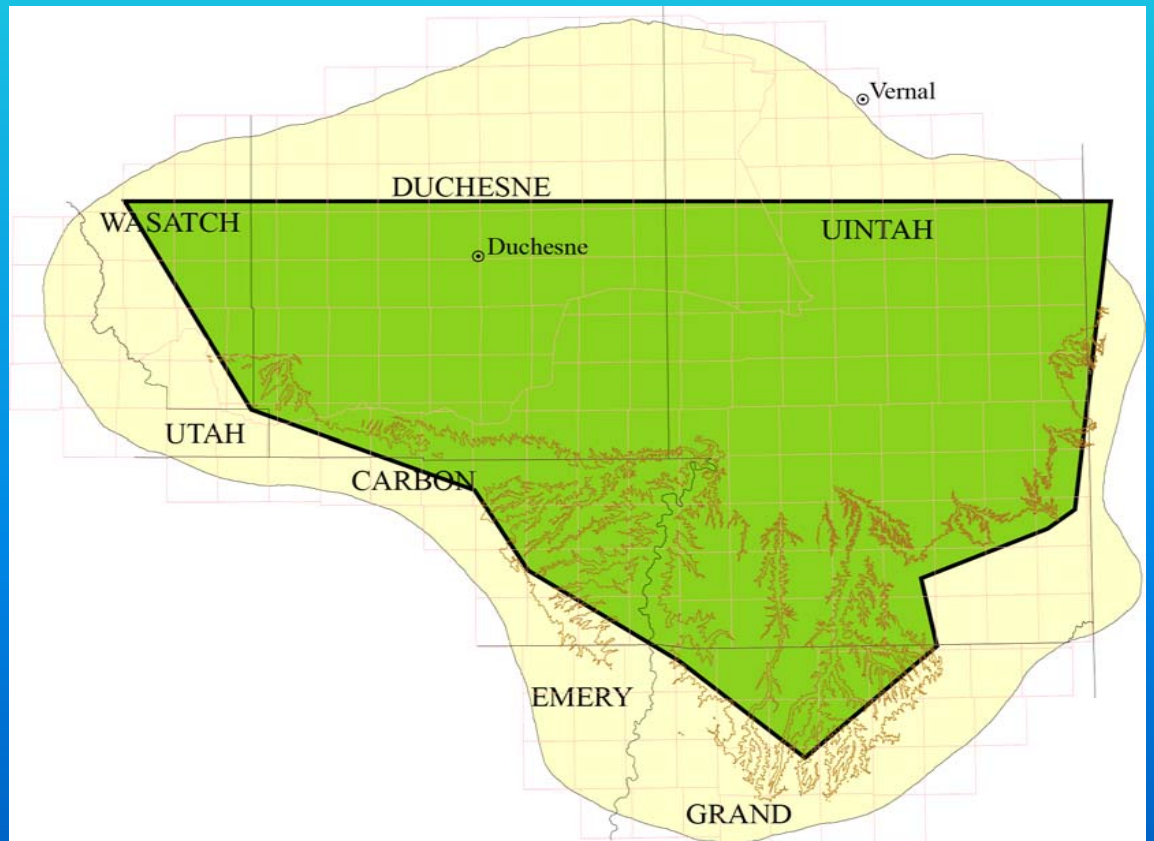 Vernal
DUCHESNE
WASATCH
UINTAH
Duchesne
UTAH
CARBON
EMERY
GRAND